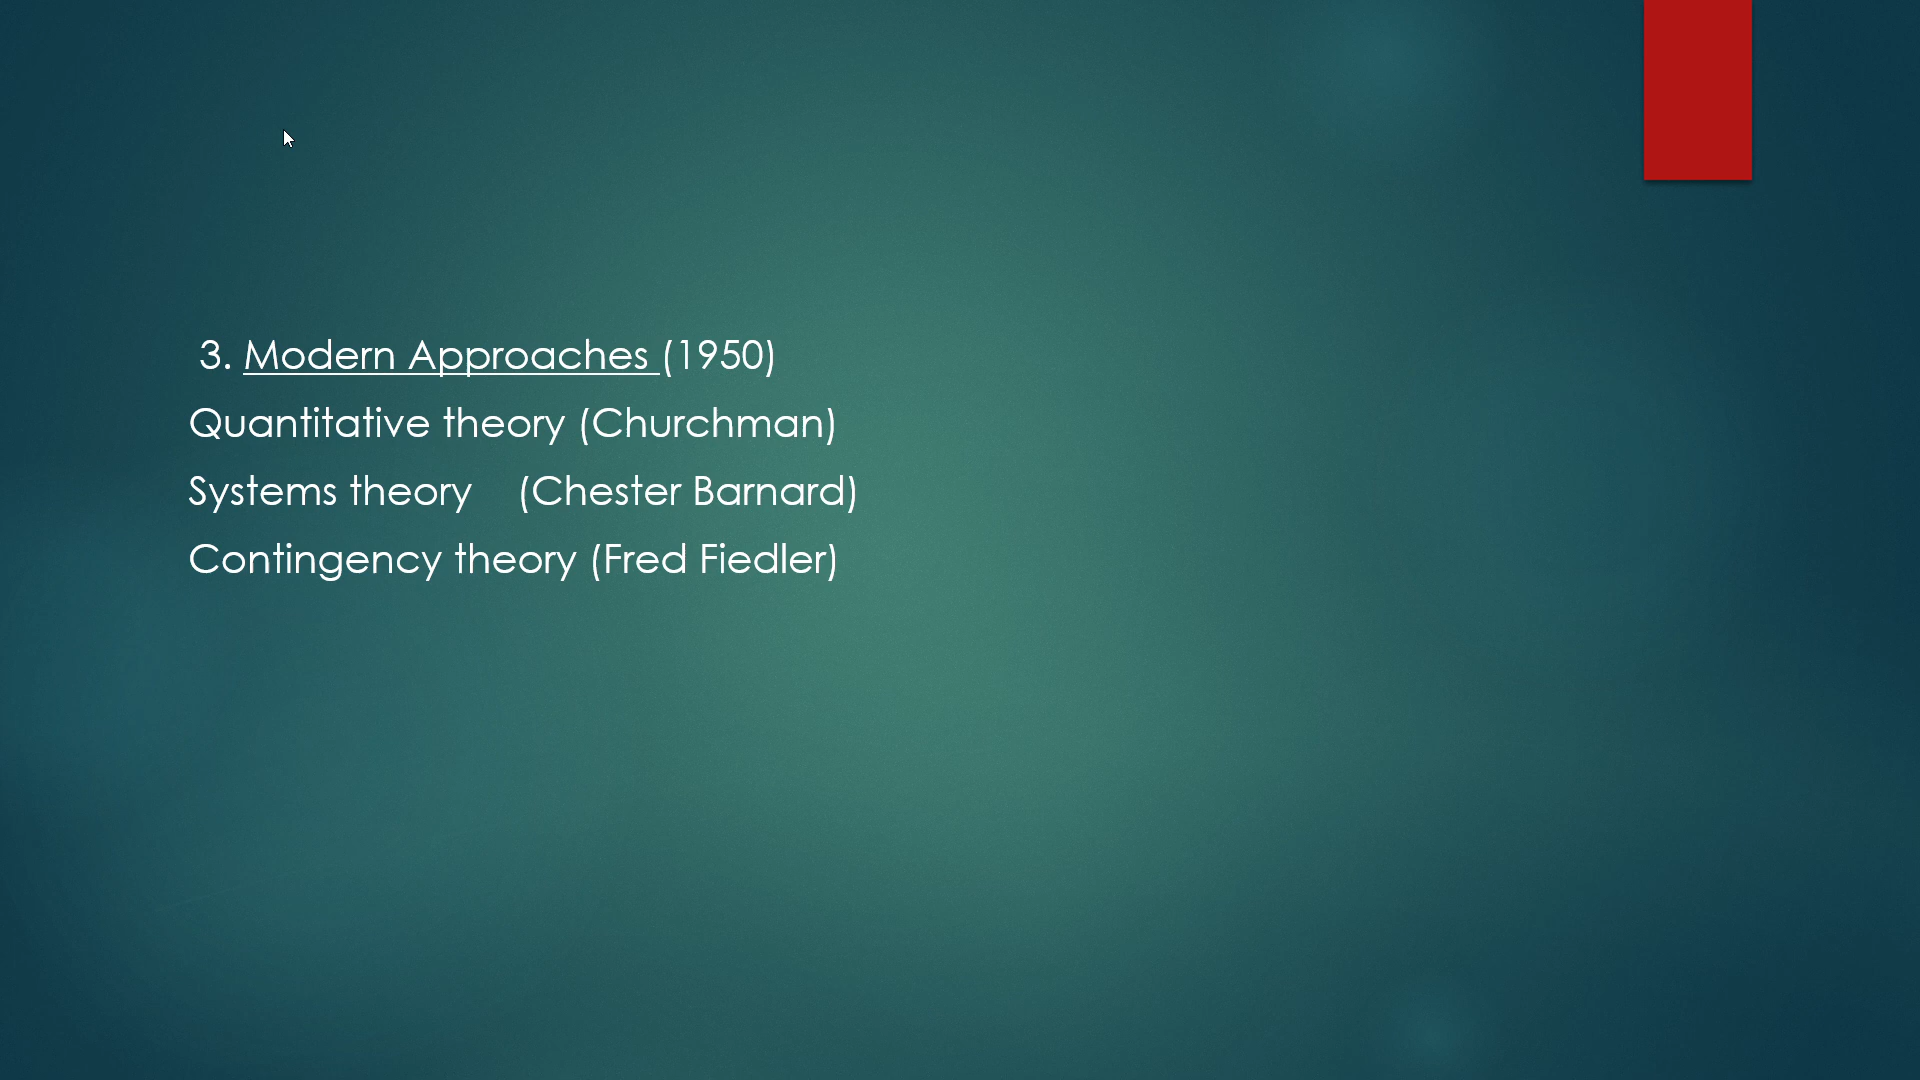 3. Modern Approaches (1950)
Quantitative theory (Churchman)
Systems theory (Chester Barnard)
Contingency theory (Fred Fiedler)